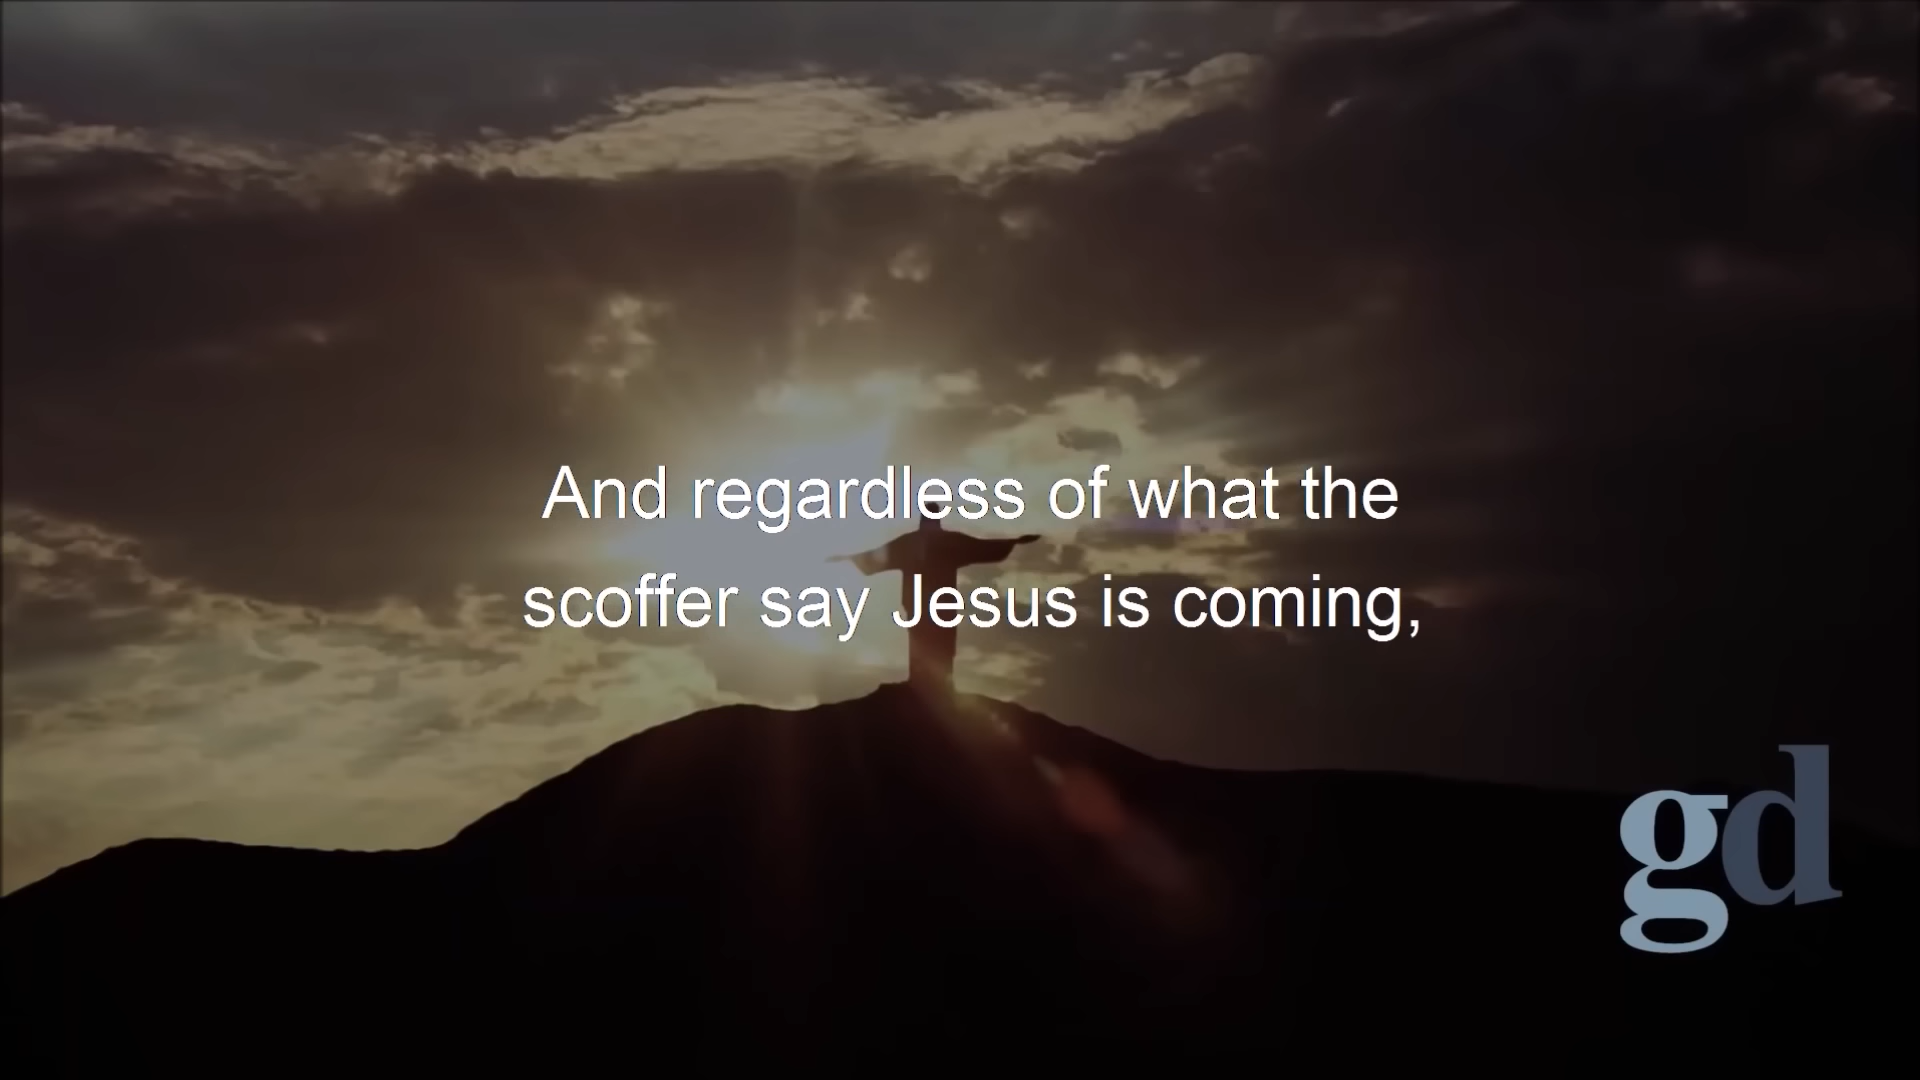 And regardless of what the
scoffer say Jesus is coming,
gd